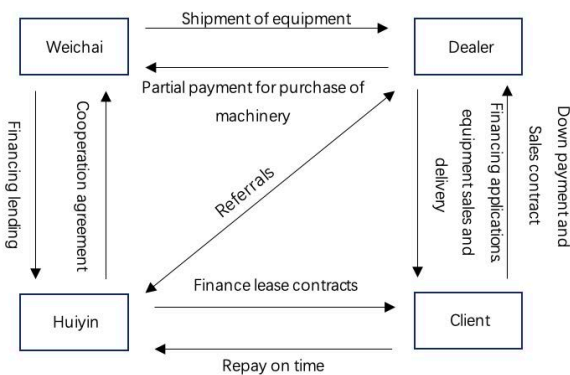 Shipment of equipment
Weichai
Dealer
Partial payment for purchase of
machinery
Financing lending
Cooperation agreement
Referrals
Financing applications
equipment sales and
delivery
Down payment and
Sales contract
Finance lease contracts
Huiyin
Client
Repay on time